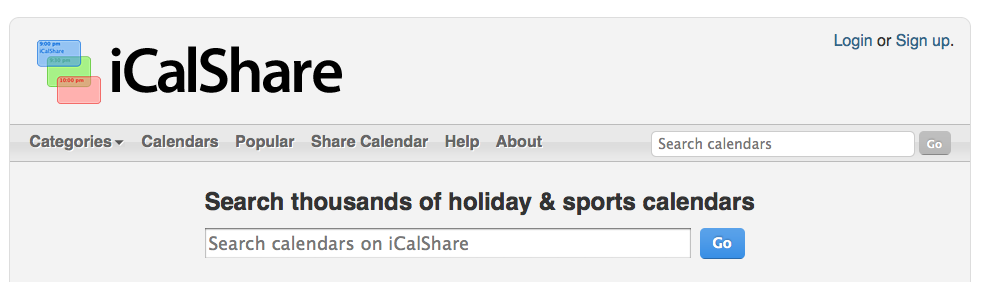 9:00 pm
iCalShare
9:30 pm
10:00 pm
iCalShare
Login or Sign up.
Categories Calendars Popular Share Calendar Help About
Search calendars Go
Search thousands of holiday & sports calendars
Search calendars on iCalShare Go